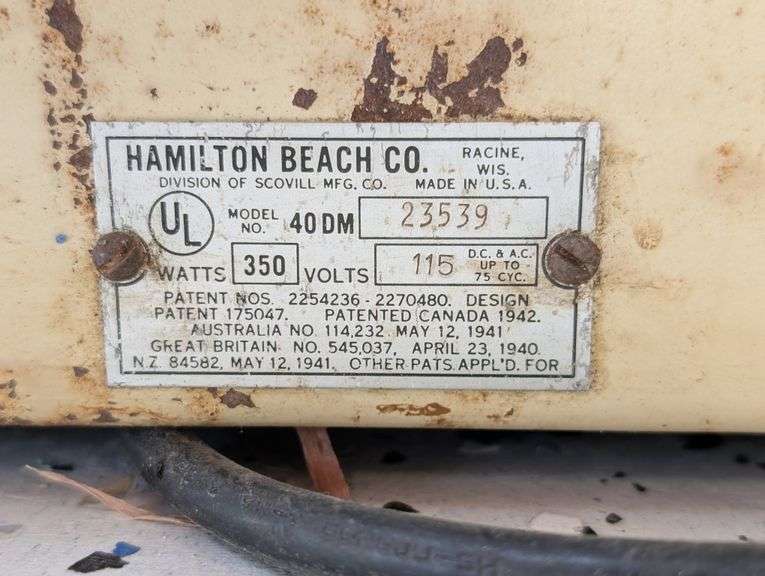 HAMILTON BEACH CO. RACINE, WIS.
DIVISION OF SCOVILL MFG. CO. MADE IN U.S.A.
UL MODEL NO. 40DM 23539
WATTS 350 VOLTS 115 D.C. & A.C. UP TO 75 CYC.
PATENT NOS. 2254236 - 2270480. DESIGN
PATENT 175047. PATENTED CANADA 1942.
AUSTRALIA NO. 114,232 MAY 12, 1941
GREAT BRITAIN NO. 545,037, APRIL 23, 1940.
N.Z. 84582, MAY 12, 1941. OTHER PATS. APPL'D. FOR